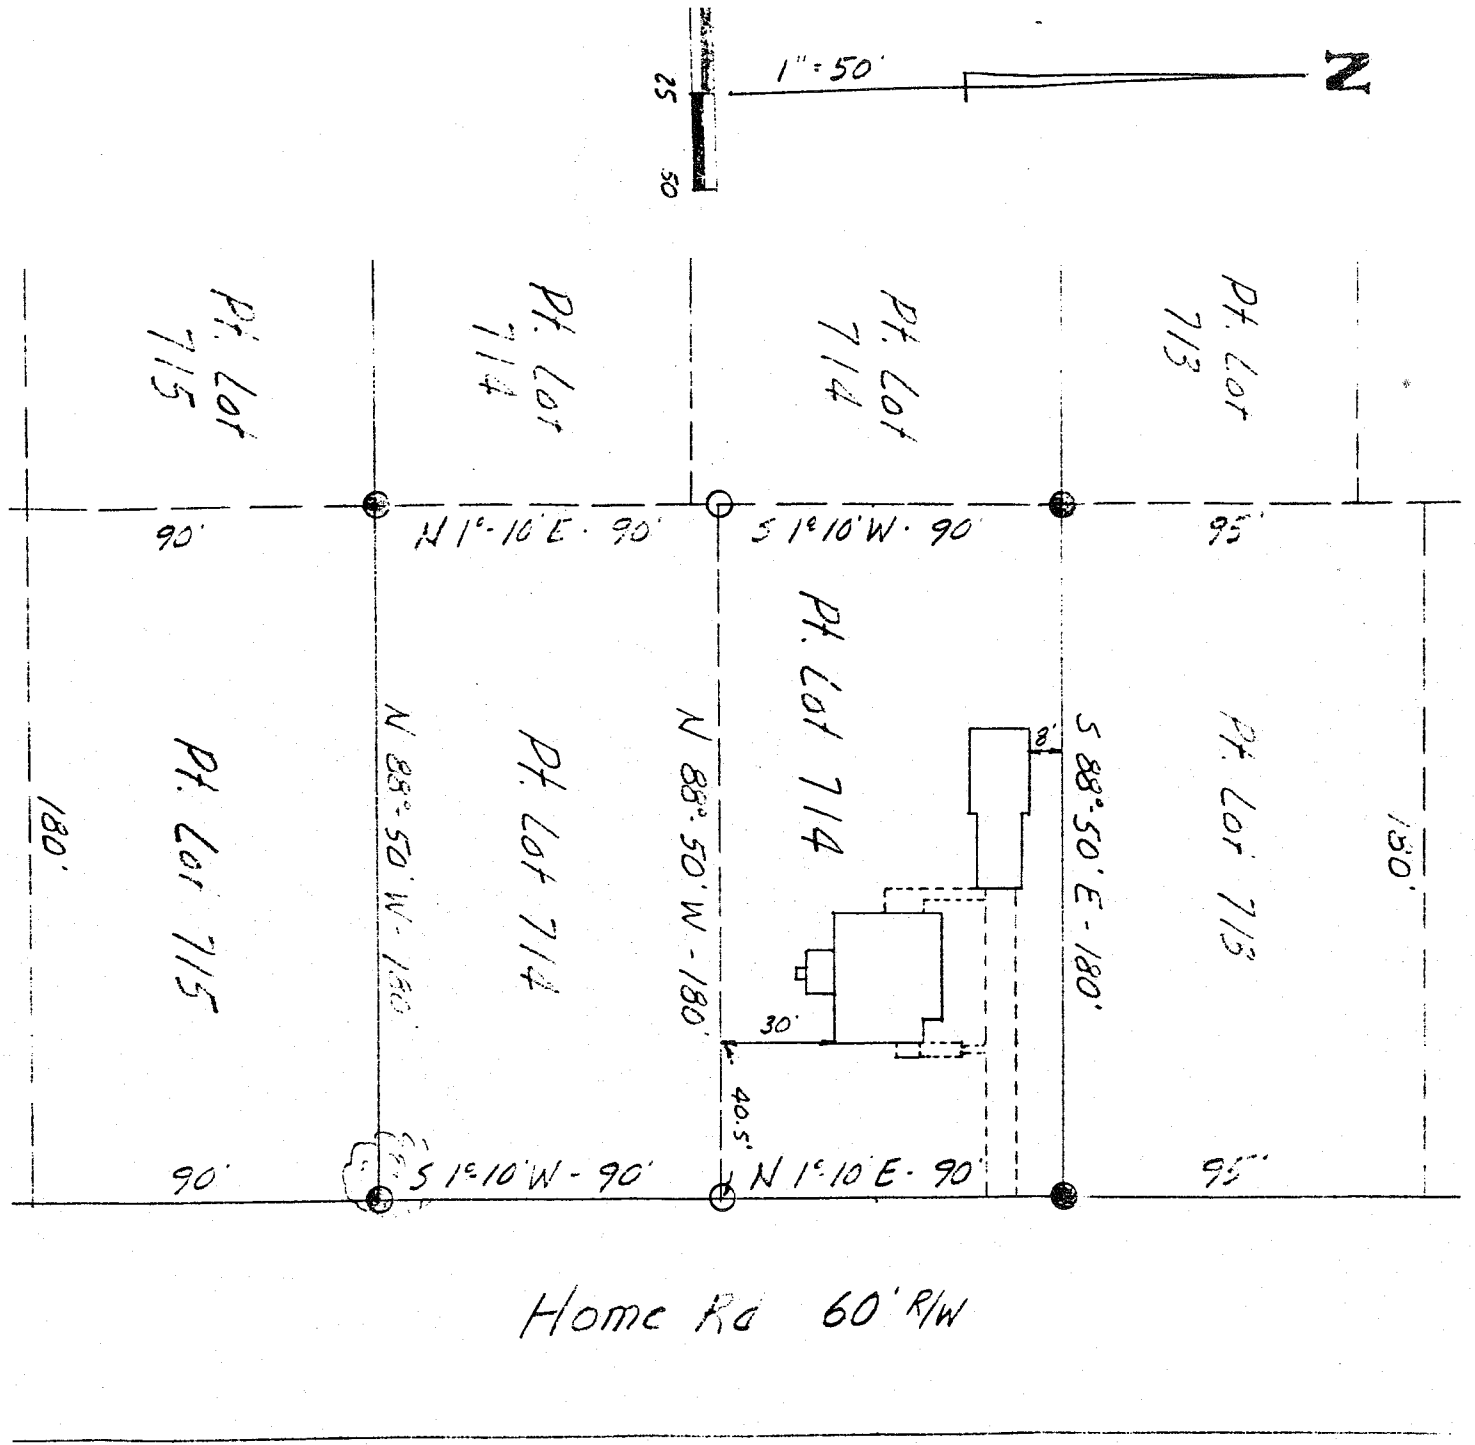 1"=50'
N
25
50
Pt. Lot
715
Pt. Lot
714
Pt. Lot
714
Pt. Lot
713
90'
N 1°-10' E - 90'
S 1°10' W - 90'
95'
180'
Pt. Lot 715
N 88°-50' W - 180'
Pt. Lot 714
N 88°-50' W - 180'
Pt. Lot 714
8'
S 88°-50' E - 180'
Pt. Lot 713
180'
30'
40.5'
90'
S 1°-10' W - 90'
N 1°-10' E - 90'
95'
Home Rd 60' R/W